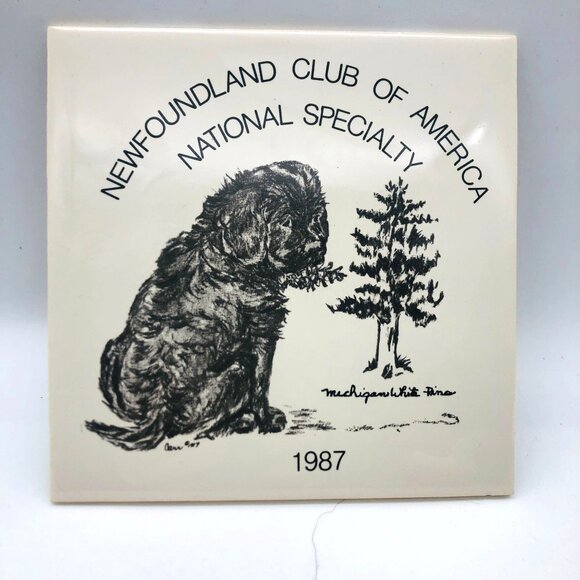 NEWFOUNDLAND CLUB OF AMERICA
NATIONAL SPECIALTY
Michigan White Pine
1987